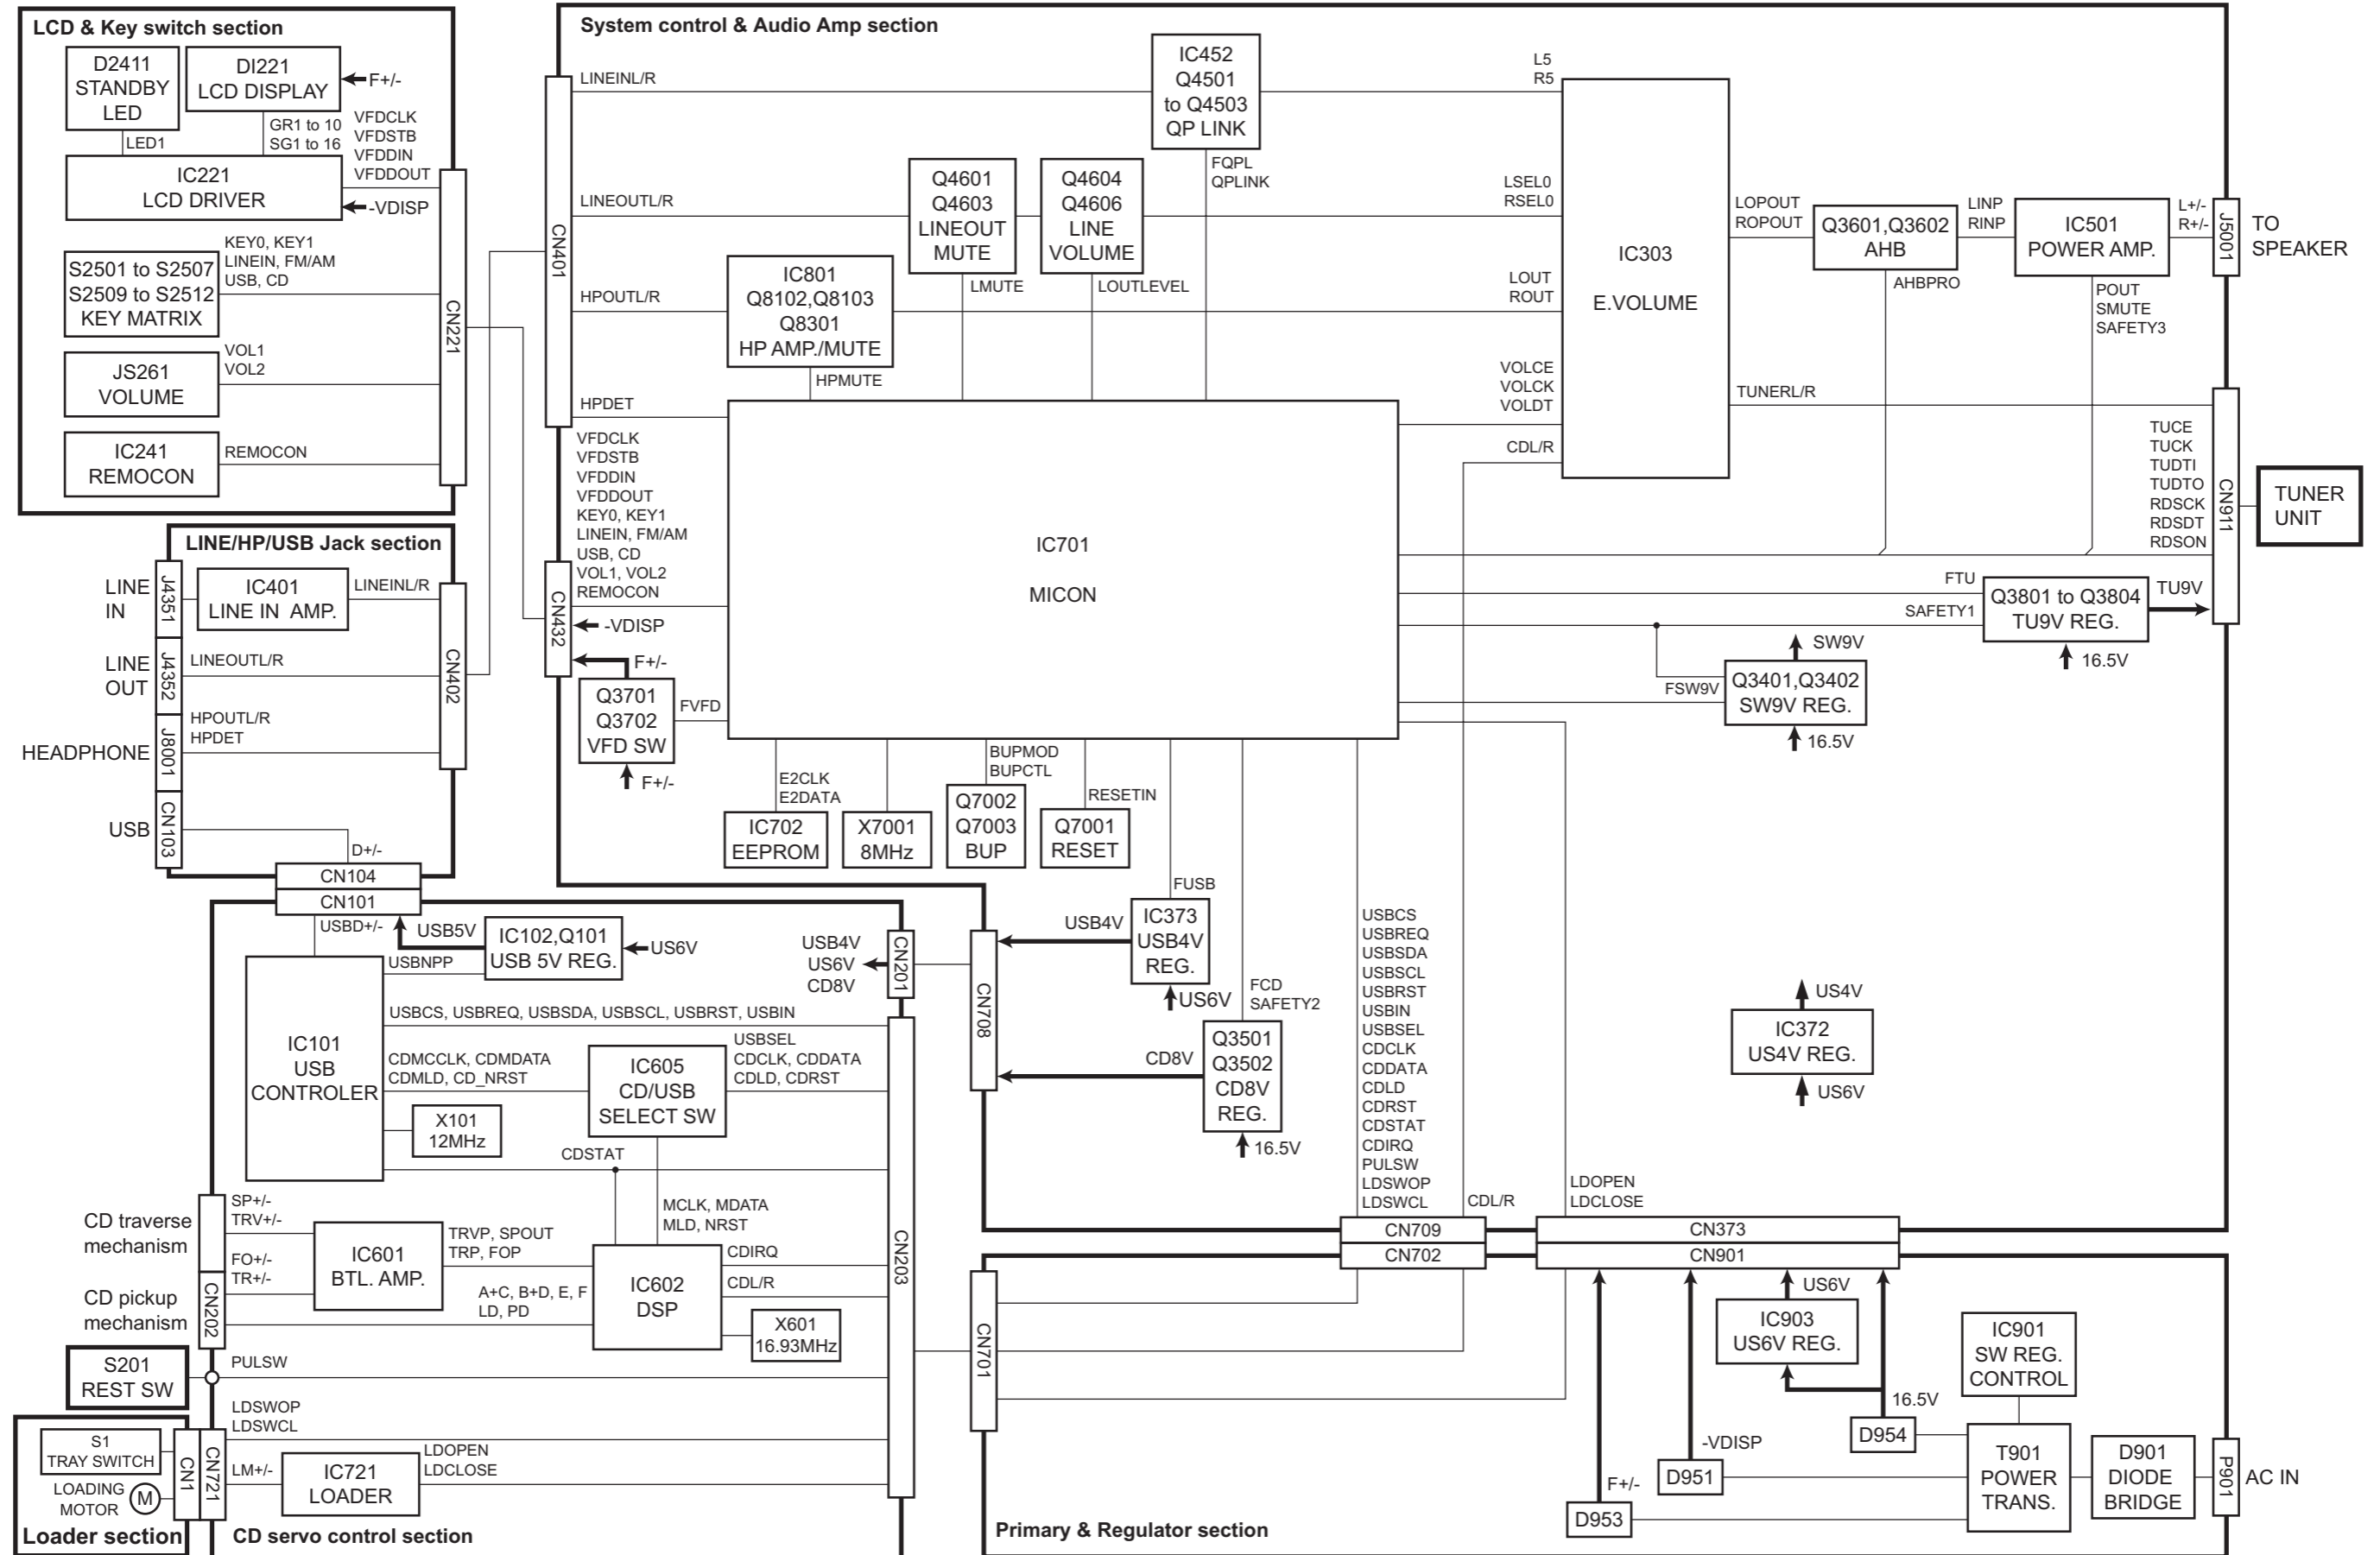 LCD & Key switch section
D2411
STANDBY
LED
DI221
LCD DISPLAY
F+/-
LED1
GR1 to 10
SG1 to 16
VFDCLK
VFDSTB
VFDDIN
VFDDOUT
IC221
LCD DRIVER
-VDISP
S2501 to S2507
S2509 to S2512
KEY MATRIX
KEY0, KEY1
LINEIN, FM/AM
USB, CD
JS261
VOLUME
VOL1
VOL2
IC241
REMOCON
REMOCON
CN221
LINE/HP/USB Jack section
LINE
IN
J4351
IC401
LINE IN AMP.
LINEINL/R
LINE
OUT
J4352
LINEOUTL/R
CN402
HEADPHONE
J8001
HPOUTL/R
HPDET
USB
CN103
D+/-
CN104
CN101
System control & Audio Amp section
CN401
LINEINL/R
IC452
Q4501
to Q4503
QP LINK
L5
R5
FQPL
QPLINK
LINEOUTL/R
Q4601
Q4603
LINEOUT
MUTE
Q4604
Q4606
LINE
VOLUME
LSEL0
RSEL0
LMUTE
LOUTLEVEL
HPOUTL/R
IC801
Q8102,Q8103
Q8301
HP AMP./MUTE
HPMUTE
LOUT
ROUT
HPDET
VOLCE
VOLCK
VOLDT
CDL/R
IC303
E.VOLUME
LOPOUT
ROPOUT
Q3601,Q3602
AHB
AHBPRO
LINP
RINP
IC501
POWER AMP.
L+/-
R+/-
POUT
SMUTE
SAFETY3
J5001
TO
SPEAKER
TUNERL/R
TUCE
TUCK
TUDTI
TUDTO
RDSCK
RDSDT
RDSON
CN911
TUNER
UNIT
VFDCLK
VFDSTB
VFDDIN
VFDDOUT
KEY0, KEY1
LINEIN, FM/AM
USB, CD
VOL1, VOL2
REMOCON
CN432
-VDISP
F+/-
Q3701
Q3702
VFD SW
FVFD
F+/-
IC701
MICON
FTU
SAFETY1
Q3801 to Q3804
TU9V REG.
TU9V
16.5V
SW9V
FSW9V
Q3401,Q3402
SW9V REG.
16.5V
E2CLK
E2DATA
IC702
EEPROM
X7001
8MHz
BUPMOD
BUPCTL
Q7002
Q7003
BUP
RESETIN
Q7001
RESET
FUSB
USB4V
IC373
USB4V
REG.
US6V
FCD
SAFETY2
CD8V
Q3501
Q3502
CD8V
REG.
16.5V
CN708
USBCS
USBREQ
USBSDA
USBSCL
USBRST
USBIN
USBSEL
CDCLK
CDDATA
CDLD
CDRST
CDSTAT
CDIRQ
PULSW
LDSWOP
LDSWCL
CDL/R
LDOPEN
LDCLOSE
US4V
IC372
US4V REG.
US6V
CN709
CN702
CN373
CN901
USBD+/-
USB5V
IC102,Q101
USB 5V REG.
US6V
USBNPP
USB4V
US6V
CD8V
CN201
IC101
USB
CONTROLER
USBCS, USBREQ, USBSDA, USBSCL, USBRST, USBIN
CDMCCLK, CDMDATA
CDMLD, CD_NRST
IC605
CD/USB
SELECT SW
USBSEL
CDCLK, CDDATA
CDLD, CDRST
X101
12MHz
CDSTAT
MCLK, MDATA
MLD, NRST
CD traverse
mechanism
SP+/-
TRV+/-
FO+/-
TR+/-
IC601
BTL. AMP.
TRVP, SPOUT
TRP, FOP
A+C, B+D, E, F
LD, PD
IC602
DSP
CDIRQ
CDL/R
X601
16.93MHz
CN203
CD pickup
mechanism
CN202
S201
REST SW
PULSW
LDSWOP
LDSWCL
S1
TRAY SWITCH
LOADING
MOTOR
M
CN1
CN721
LM+/-
IC721
LOADER
LDOPEN
LDCLOSE
Loader section
CD servo control section
CN701
Primary & Regulator section
US6V
IC903
US6V REG.
IC901
SW REG.
CONTROL
16.5V
D954
-VDISP
D951
F+/-
D953
T901
POWER
TRANS.
D901
DIODE
BRIDGE
P901
AC IN